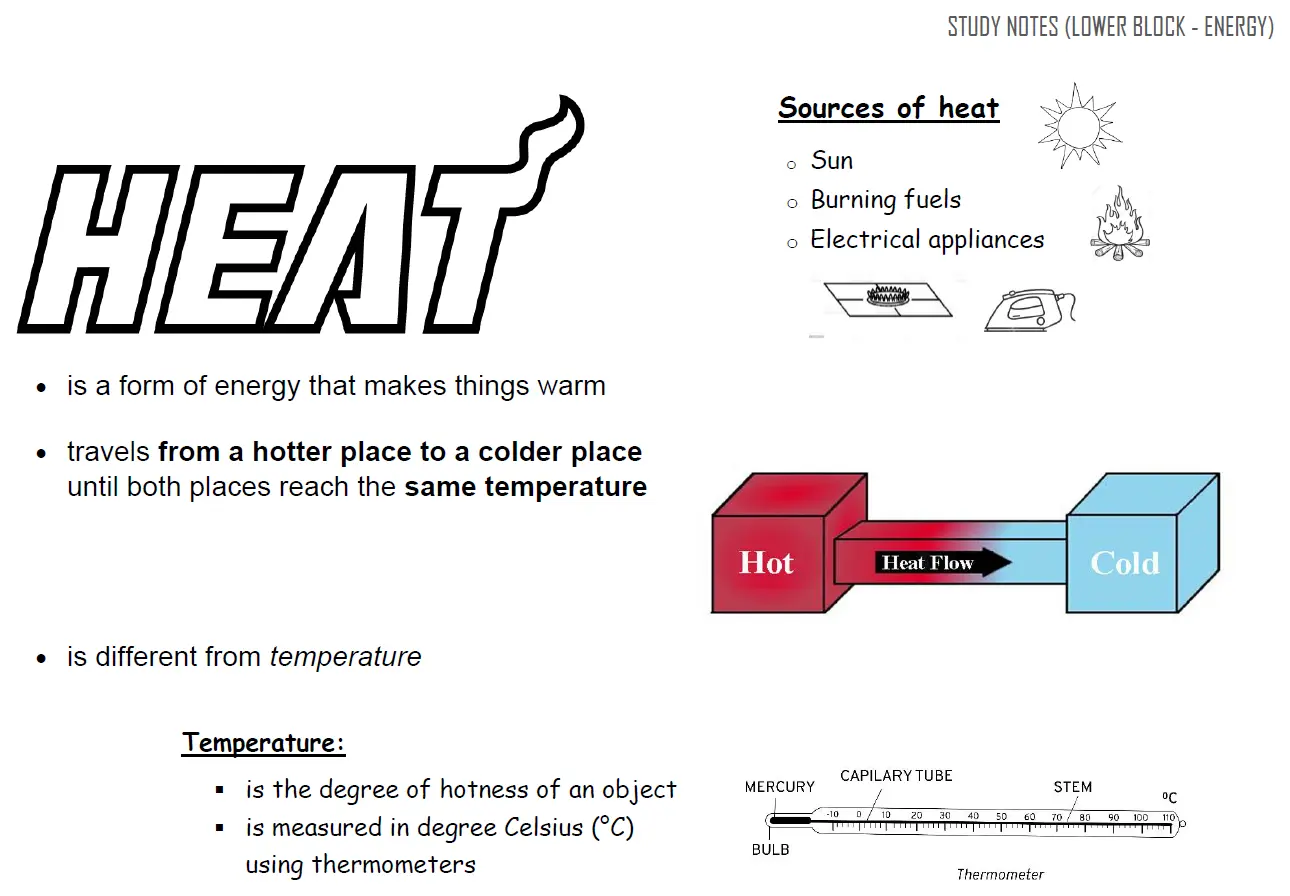 STUDY NOTES (LOWER BLOCK - ENERGY)
HEAT
Sources of heat
Sun
Burning fuels
Electrical appliances
• is a form of energy that makes things warm
• travels from a hotter place to a colder place
until both places reach the same temperature
Hot
Heat Flow
Cold
• is different from temperature
Temperature:
▪ is the degree of hotness of an object
▪ is measured in degree Celsius (°C)
using thermometers
MERCURY
CAPILARY TUBE
STEM
°C
-10 0 10 20 30 40 50 60 70 80 90 100 110
BULB
Thermometer